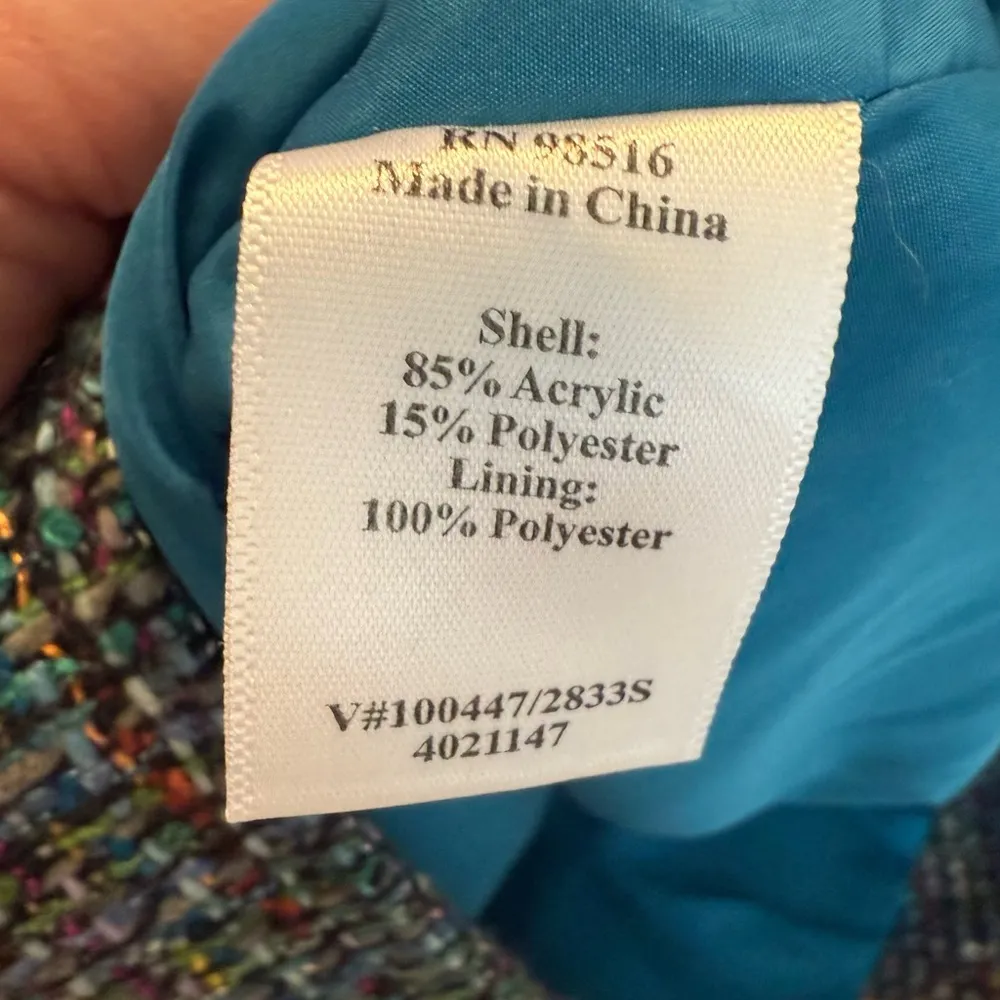 RN 98516
Made in China
Shell:
85% Acrylic
15% Polyester
Lining:
100% Polyester
V#100447/2833S
4021147